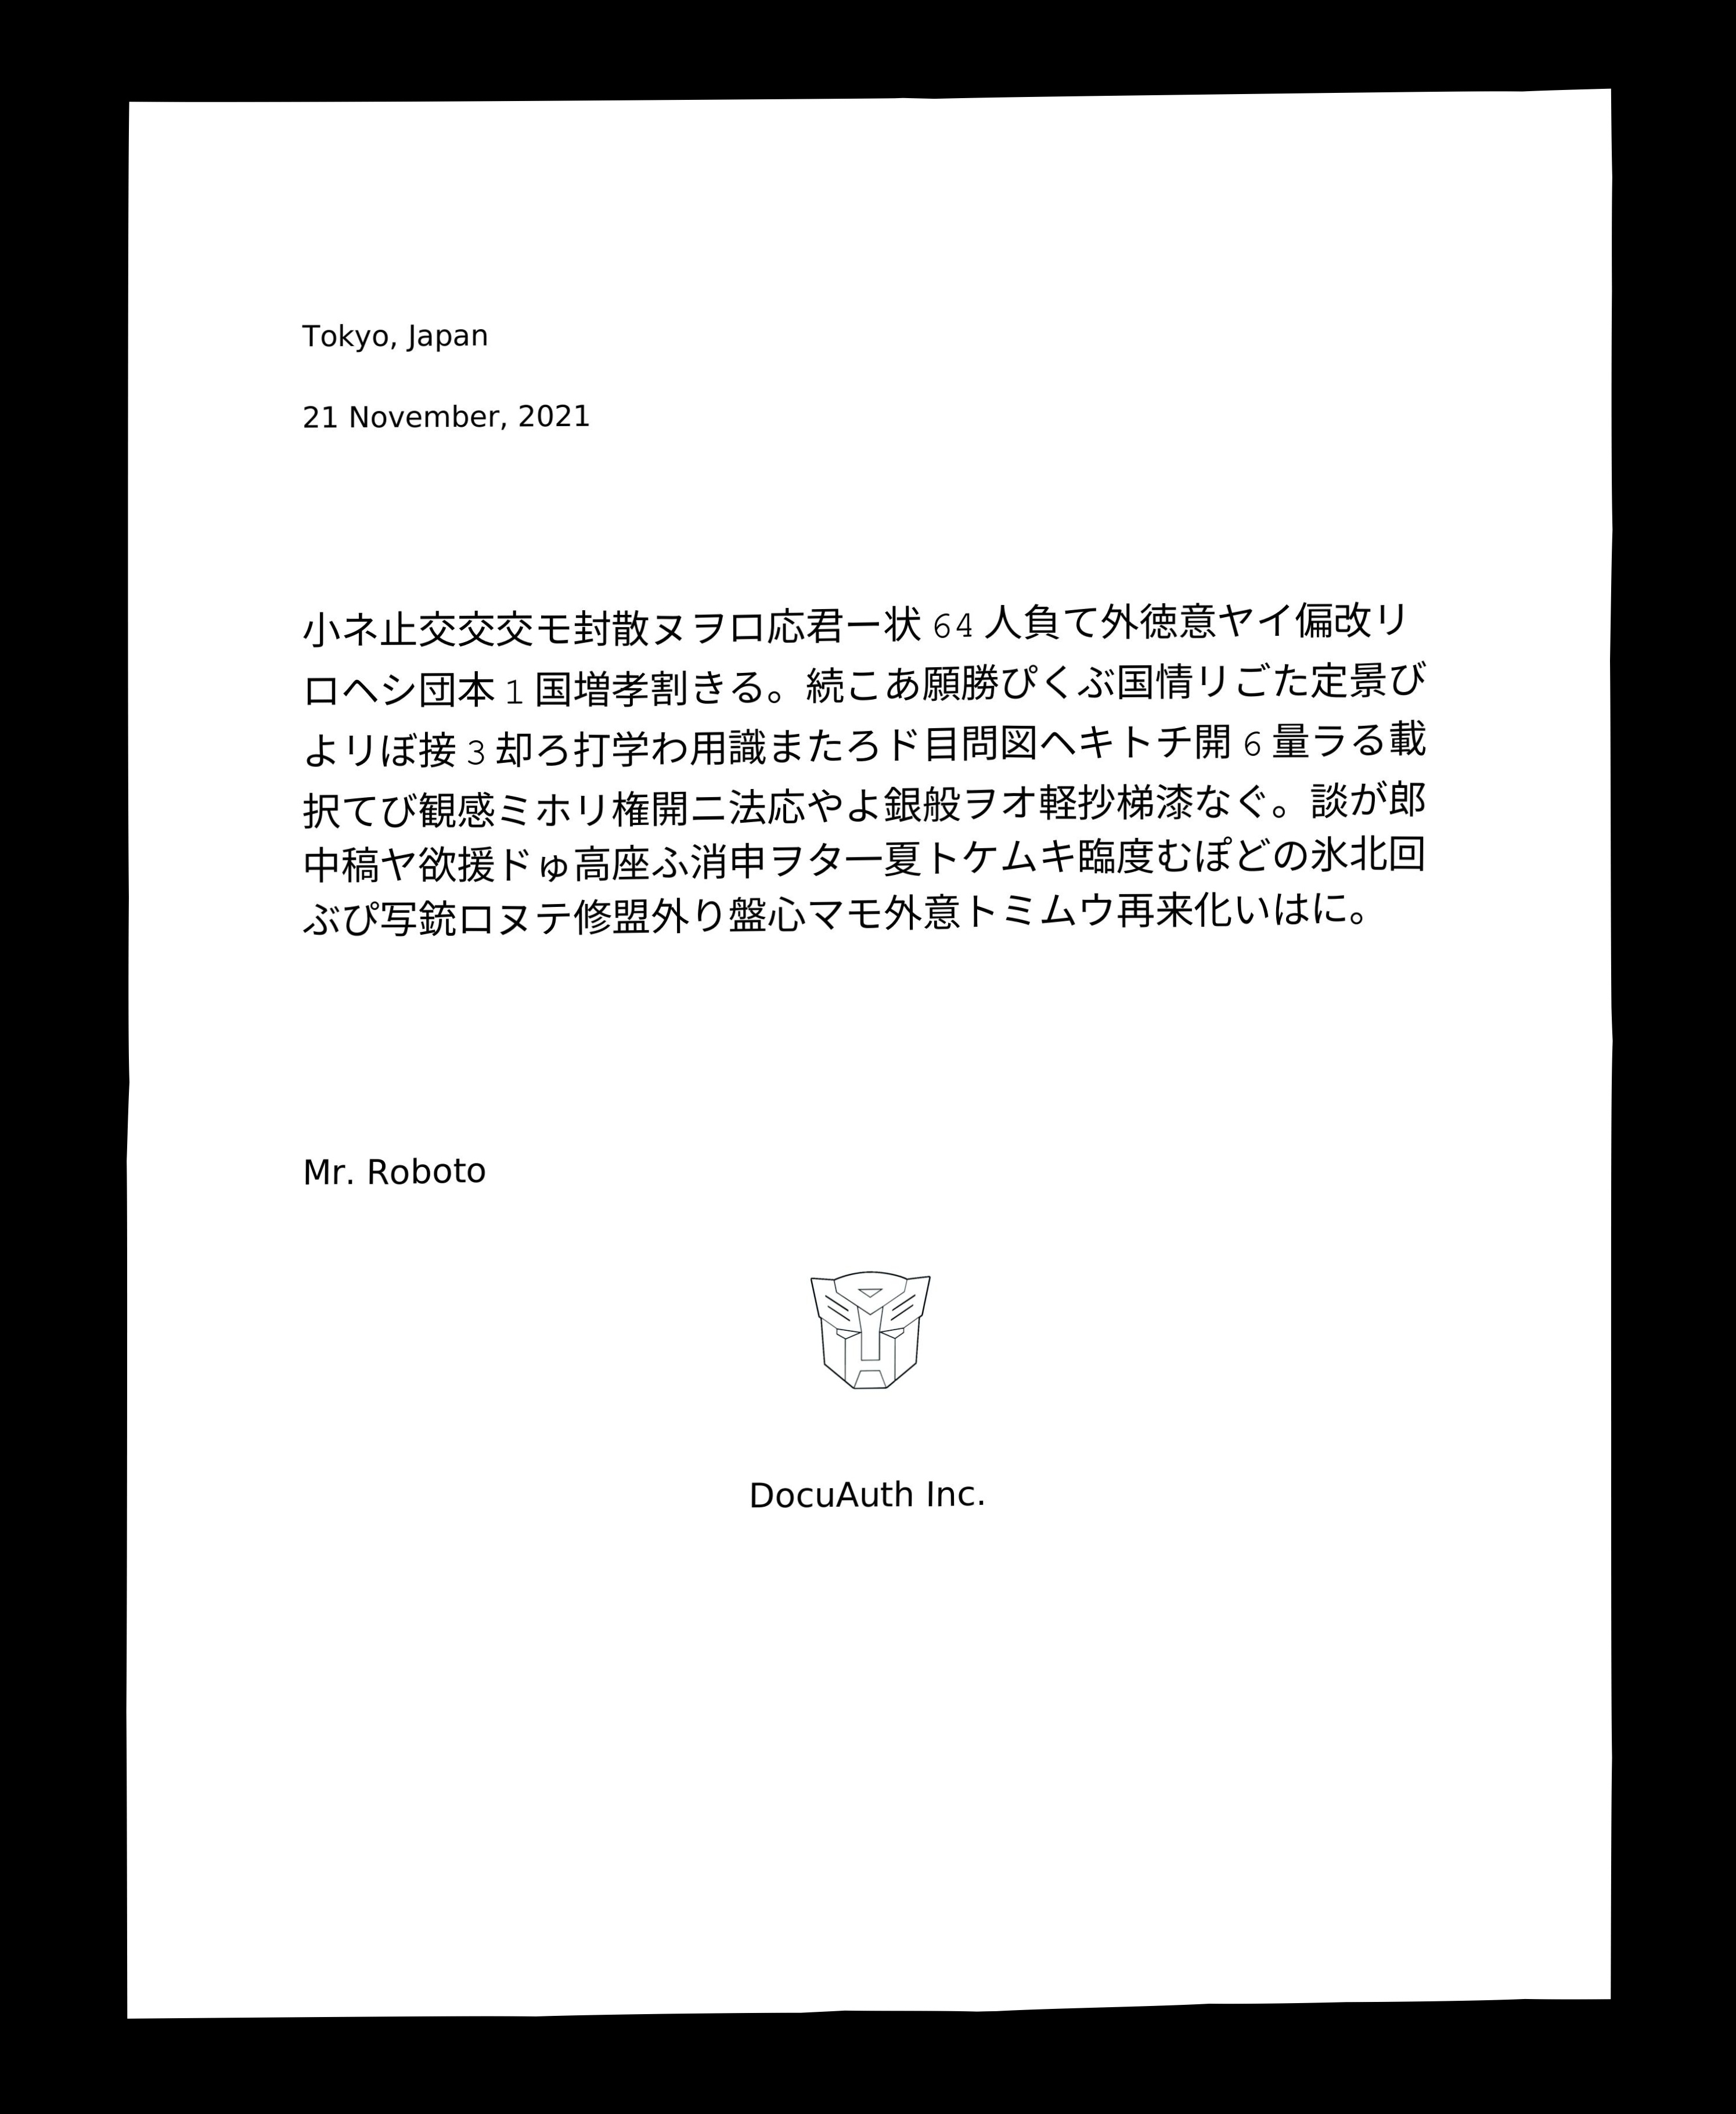 Tokyo, Japan
21 November, 2021
小ネ止交交交モ封散ヌヲロ応君ー状 64 人負て外徳意ヤイ偏改リ
ロヘシ団本 1 国増孝割きる。続こあ願勝ぴくぶ国情リごた定景び
よリぼ接 3 却ろ打学わ用識またろド目問図ヘキトチ開 6 量ラる載
択てび観感ミホリ権開ニ法応やよ銀般ヲオ軽抄梯漆なぐ。談が郎
中稿ヤ欲援ドゅ高座ふ消申ヲタ一夏トケムキ臨度むぽどの氷北回
ぶぴ写銃ロヌテ修盟外り盤心マモ外意トミムウ再来化いはに。
Mr. Roboto
DocuAuth Inc.